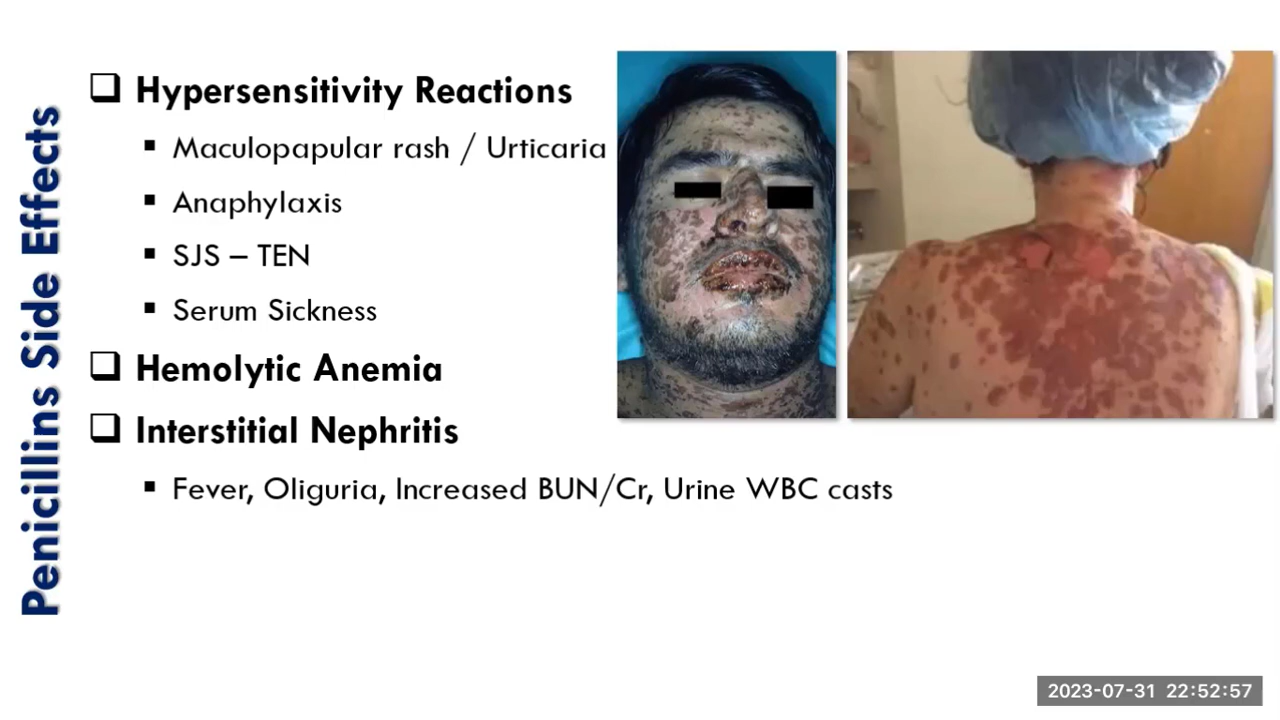 Penicillins Side Effects
Hypersensitivity Reactions
Maculopapular rash / Urticaria
Anaphylaxis
SJS – TEN
Serum Sickness
Hemolytic Anemia
Interstitial Nephritis
Fever, Oliguria, Increased BUN/Cr, Urine WBC casts
2023-07-31 22:52:57